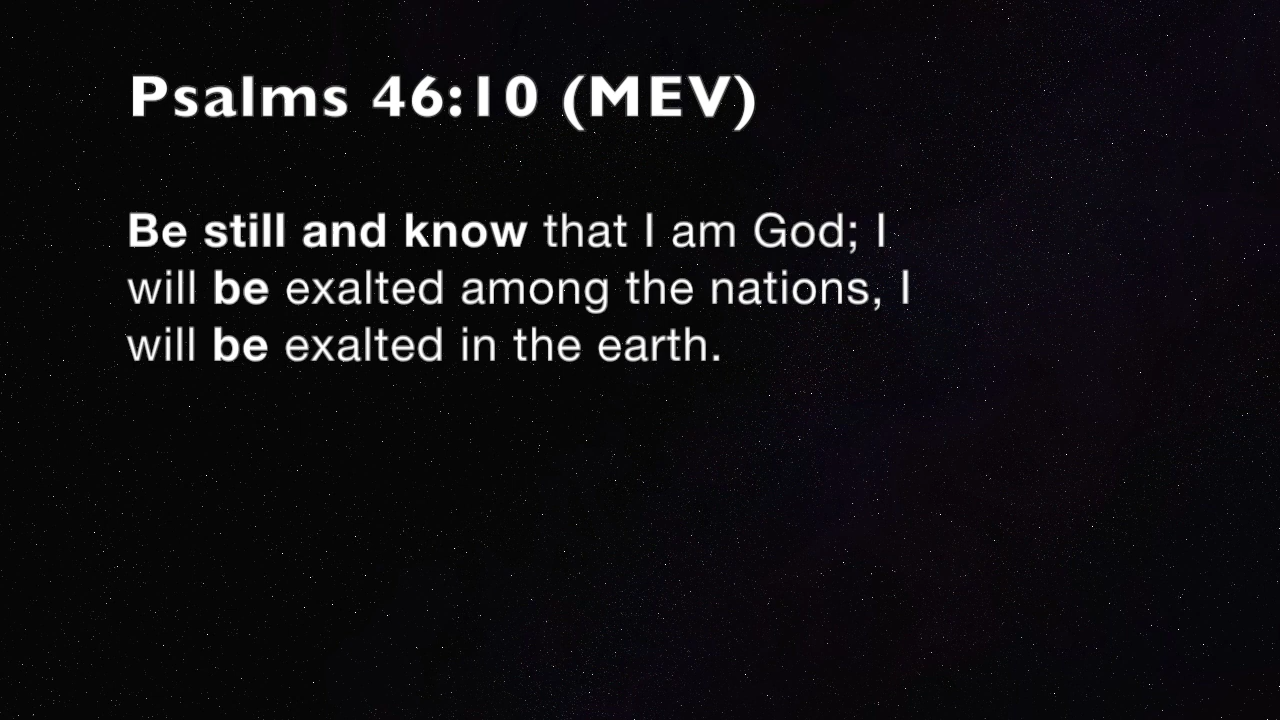 Psalms 46:10 (MEV)
Be still and know that I am God; I
will be exalted among the nations, I
will be exalted in the earth.